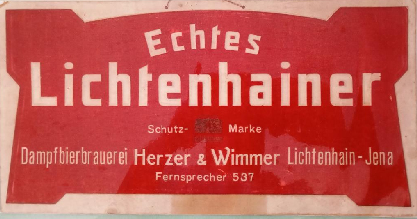 Echtes
Lichtenhainer
Schutz- Marke
Dampfbierbrauerei Herzer & Wimmer Lichtenhain-Jena
Fernsprecher 537